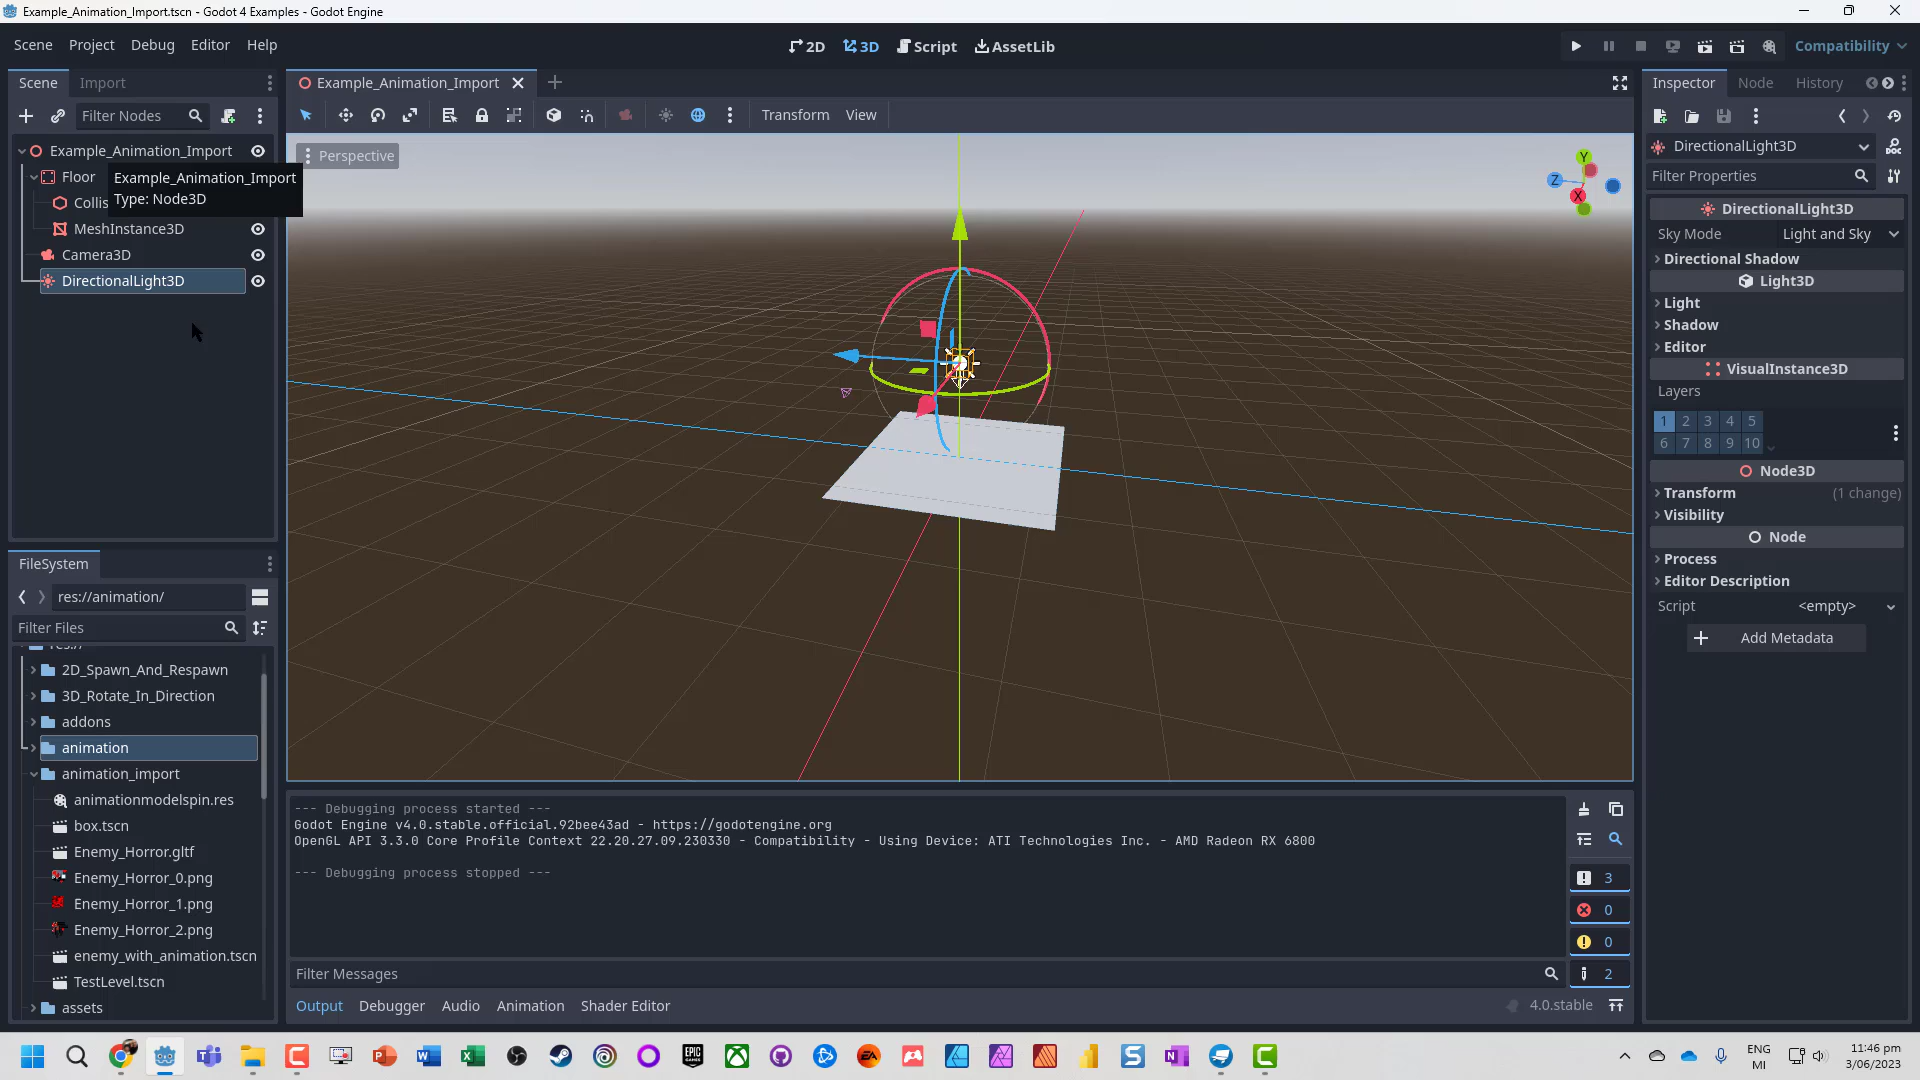 Example_Animation_Import.tscn - Godot 4 Examples - Godot Engine
Scene Project Debug Editor Help
2D 3D Script AssetLib
Compatibility
Scene Import
Filter Nodes
Example_Animation_Import
Floor
Collis
MeshInstance3D
Camera3D
DirectionalLight3D
Example_Animation_Import
Type: Node3D
Example_Animation_Import
Transform View
Perspective
Y
Z
X
FileSystem
res://animation/
Filter Files
res://
2D_Spawn_And_Respawn
3D_Rotate_In_Direction
addons
animation
animation_import
animationmodelspin.res
box.tscn
Enemy_Horror.gltf
Enemy_Horror_0.png
Enemy_Horror_1.png
Enemy_Horror_2.png
enemy_with_animation.tscn
TestLevel.tscn
assets
--- Debugging process started ---
Godot Engine v4.0.stable.official.92bee43ad - https://godotengine.org
OpenGL API 3.3.0 Core Profile Context 22.20.27.09.230330 - Compatibility - Using Device: ATI Technologies Inc. - AMD Radeon RX 6800
--- Debugging process stopped ---
3
0
0
2
Filter Messages
Output Debugger Audio Animation Shader Editor
4.0.stable
Inspector Node History
DirectionalLight3D
Filter Properties
DirectionalLight3D
Sky Mode Light and Sky
Directional Shadow
Light3D
Light
Shadow
Editor
VisualInstance3D
Layers
1 2 3 4 5
6 7 8 9 10
Node3D
Transform (1 change)
Visibility
Node
Process
Editor Description
Script <empty>
Add Metadata
ENG
MI
11:46 pm
3/06/2023